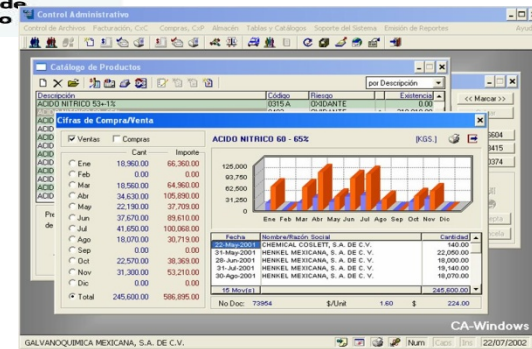 de
o
Control Administrativo
Control de Archivos Facturación, CxC Compras, CxP Almacén Tablas y Catálogos Soporte del Sistema Emisión de Reportes Ayud
Catálogo de Productos
por Descripción
Descripción Código Riesgo Existencia
ACIDO NITRICO 53+-1% 0315 A OXIDANTE 0.00
<< Marcar >>
Cifras de Compra/Venta
Ventas Compras ACIDO NITRICO 60 - 65% [KGS.]
Cant Importe
Ene 18,960.00 66,360.00
Feb 0.00 0.00
Mar 18,560.00 64,960.00
Abr 34,630.00 105,890.00
May 22,190.00 37,709.00
Jun 37,670.00 89,610.00
Jul 41,650.00 100,068.00
Ago 18,070.00 30,719.00
Sep 0.00 0.00
Oct 22,570.00 38,369.00
Nov 31,300.00 53,210.00
Dic 0.00 0.00
Total 245,600.00 586,895.00
125,000
93,750
62,500
31,250
0
Ene Feb Mar Abr May Jun Jul Ago Sep Oct Nov Dic
Fecha Nombre/Razón Social Cantidad
22-May-2001 CHEMICAL COSLETT, S.A. DE C.V. 140.00
31-May-2001 HENKEL MEXICANA, S.A. DE C. V. 22,050.00
28-Jun-2001 HENKEL MEXICANA, S.A. DE C. V. 18,000.00
31-Jul-2001 HENKEL MEXICANA, S.A. DE C. V. 19,140.00
30-Ago-2001 HENKEL MEXICANA, S.A. DE C. V. 18,070.00
15 Mov(s) 245,600.00
No Doc: 73954 $/Unit 1.60 $ 224.00
CA-Windows
GALVANOQUIMICA MEXICANA, S.A. DE C.V. Num Caps Ins 22/07/2002